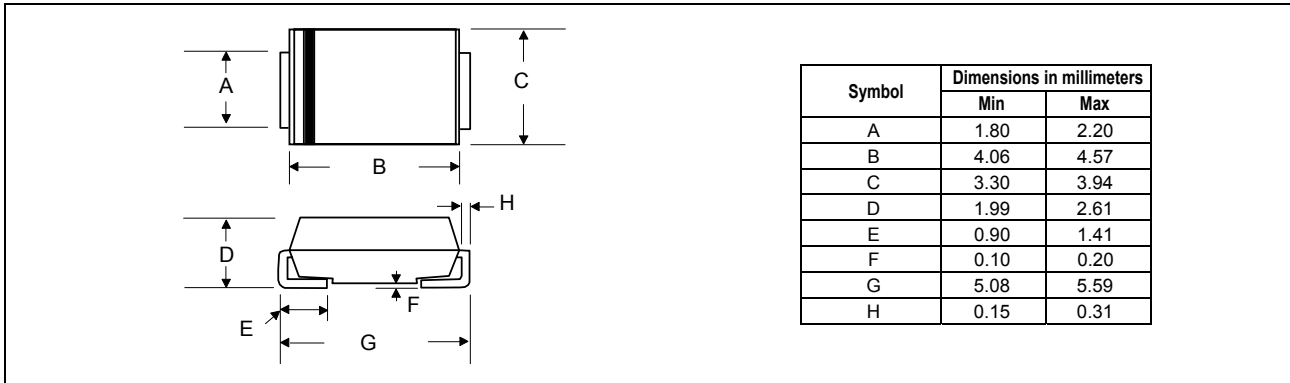 A
C
B
H
D
F
E
G
Symbol Dimensions in millimeters
Min Max
A 1.80 2.20
B 4.06 4.57
C 3.30 3.94
D 1.99 2.61
E 0.90 1.41
F 0.10 0.20
G 5.08 5.59
H 0.15 0.31